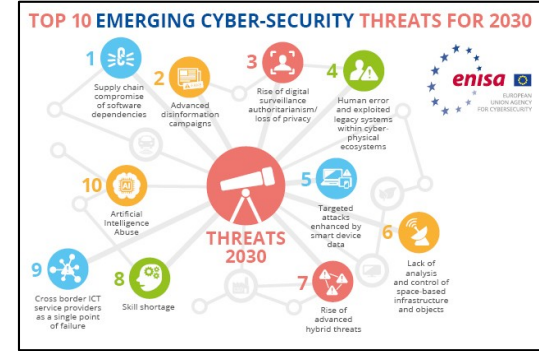 TOP 10 EMERGING CYBER-SECURITY THREATS FOR 2030
enisa
EUROPEAN
UNION AGENCY
FOR CYBERSECURITY
1
Supply chain
compromise
of software
dependencies
2
Advanced
disinformation
campaigns
3
Rise of digital
surveillance
authoritarianism/
loss of privacy
4
Human error
and exploited
legacy systems
within cyber-
physical
ecosystems
5
Targeted
attacks
enhanced by
smart device
data
6
Lack of
analysis
and control of
space-based
infrastructure
and objects
7
Rise of
advanced
hybrid threats
8
Skill shortage
9
Cross border ICT
service providers
as a single point
of failure
10
AI
Artificial
Intelligence
Abuse
THREATS
2030